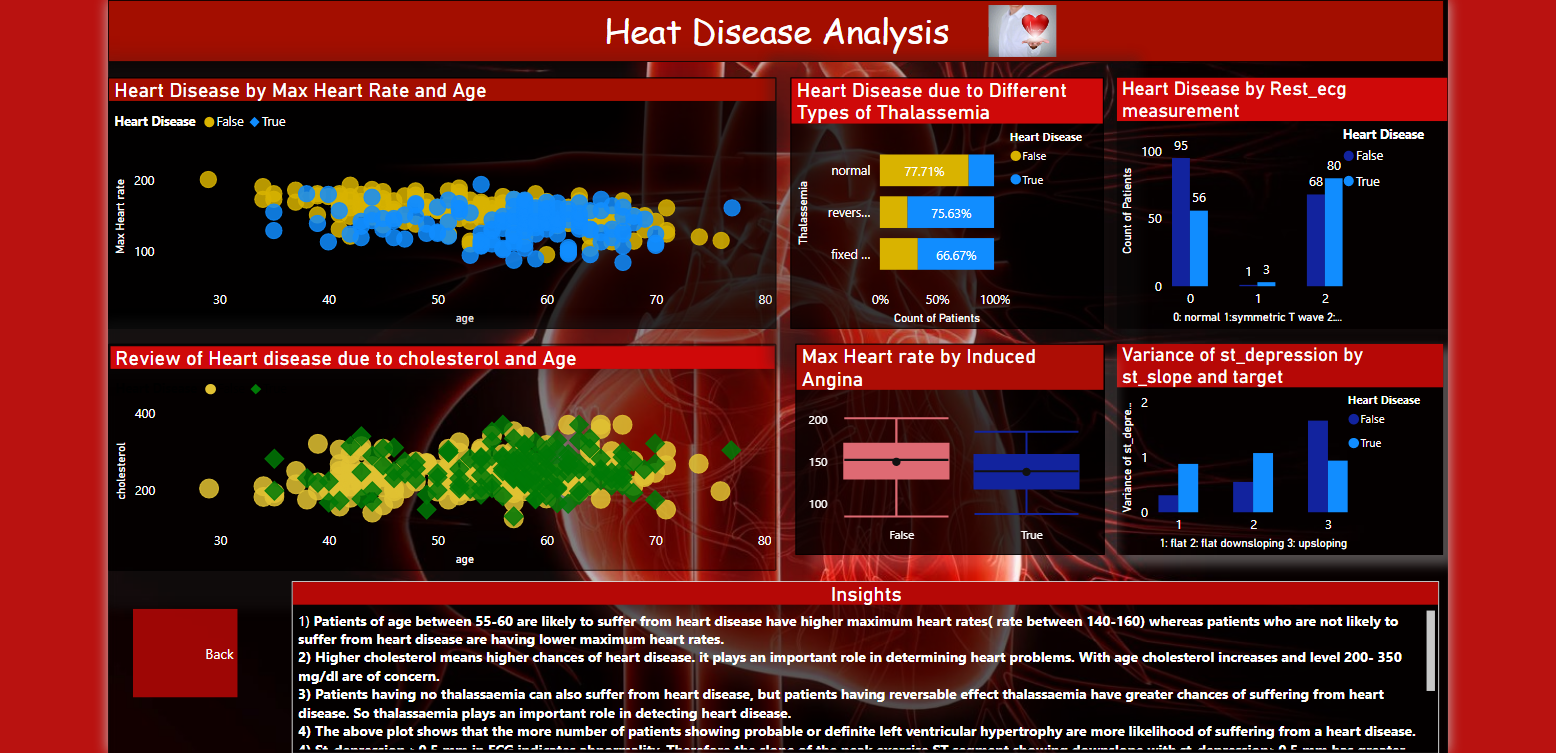 Heat Disease Analysis
Heart Disease by Max Heart Rate and Age
Heart Disease False True
Max Heart rate
200
100
30 40 50 60 70 80
age
Heart Disease due to Different
Types of Thalassemia
Heart Disease
False
True
Thalassemia
normal 77.71%
revers... 75.63%
fixed ... 66.67%
0% 50% 100%
Count of Patients
Heart Disease by Rest_ecg
measurement
Heart Disease
False
True
Count of Patients
100
50
0
95 56
1 3
68 80
0 1 2
0: normal 1:symmetric T wave 2:...
Review of Heart disease due to cholesterol and Age
cholesterol
400
200
30 40 50 60 70 80
age
Max Heart rate by Induced
Angina
200
150
100
False True
Variance of st_depression by
st_slope and target
Heart Disease
False
True
Variance of st_depre...
2
1
0
1 2 3
1: flat 2: flat downsloping 3: upsloping
Back
Insights
1) Patients of age between 55-60 are likely to suffer from heart disease have higher maximum heart rates( rate between 140-160) whereas patients who are not likely to
suffer from heart disease are having lower maximum heart rates.
2) Higher cholesterol means higher chances of heart disease. it plays an important role in determining heart problems. With age cholesterol increases and level 200- 350
mg/dl are of concern.
3) Patients having no thalassaemia can also suffer from heart disease, but patients having reversable effect thalassaemia have greater chances of suffering from heart
disease. So thalassaemia plays an important role in detecting heart disease.
4) The above plot shows that the more number of patients showing probable or definite left ventricular hypertrophy are more likelihood of suffering from a heart disease.